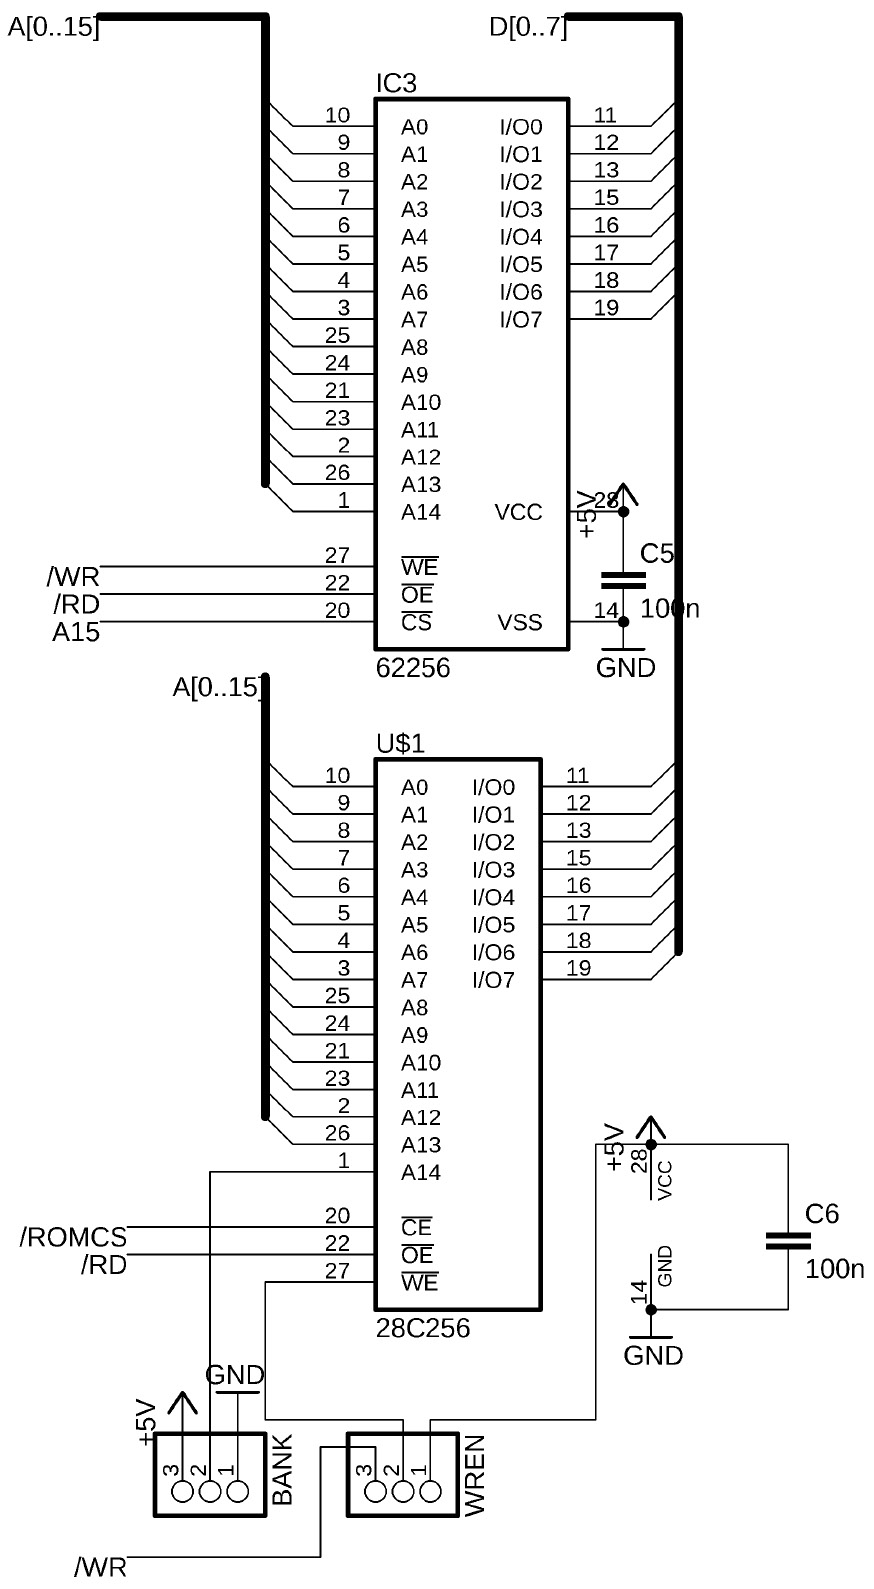 A[0..15]
D[0..7]
IC3
10 A0 I/O0 11
9 A1 I/O1 12
8 A2 I/O2 13
7 A3 I/O3 15
6 A4 I/O4 16
5 A5 I/O5 17
4 A6 I/O6 18
3 A7 I/O7 19
25 A8
24 A9
21 A10
23 A11
2 A12
26 A13
1 A14 VCC 28
+5V
C5
100n
/WR 27 WE
/RD 22 OE
A15 20 CS VSS 14
62256
GND
A[0..15]
U$1
10 A0 I/O0 11
9 A1 I/O1 12
8 A2 I/O2 13
7 A3 I/O3 15
6 A4 I/O4 16
5 A5 I/O5 17
4 A6 I/O6 18
3 A7 I/O7 19
25 A8
24 A9
21 A10
23 A11
2 A12
26 A13
1 A14
+5V
28 VCC
C6
100n
14 GND
GND
/ROMCS 20 CE
/RD 22 OE
27 WE
28C256
GND
+5V
3 2 1
BANK
3 2 1
WREN
/WR